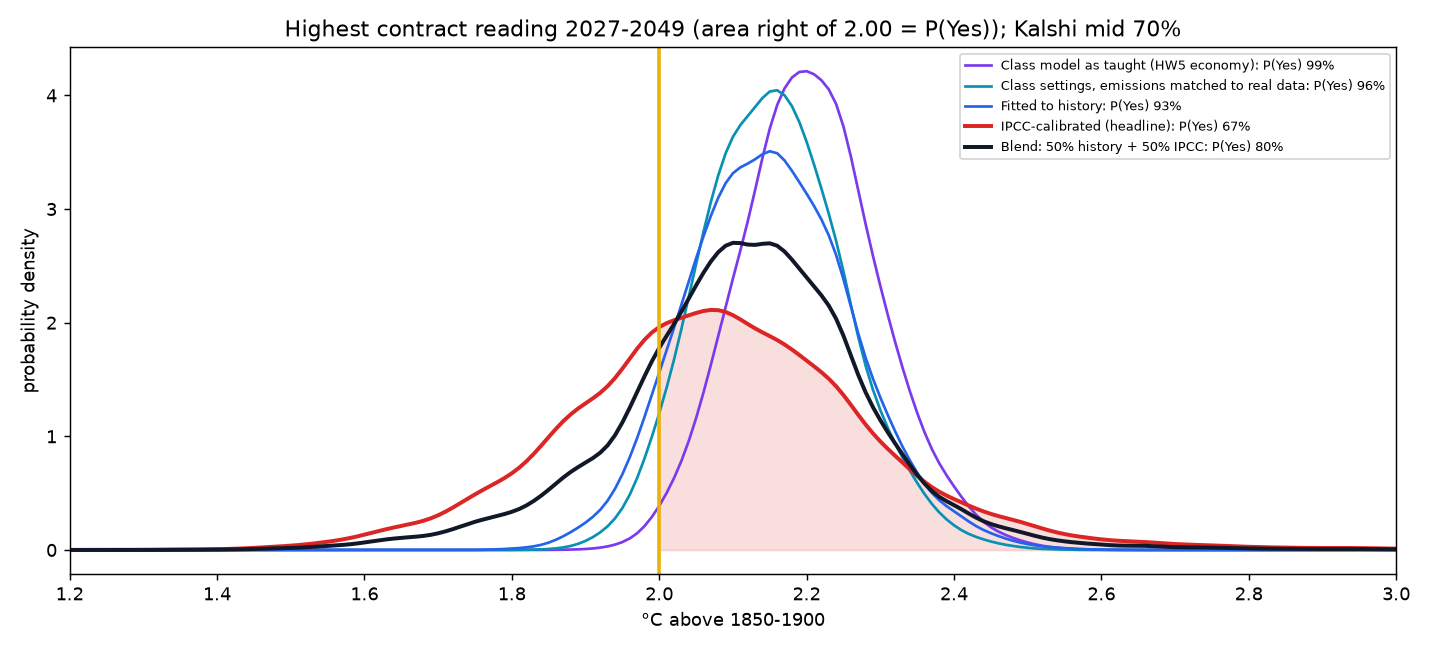 Highest contract reading 2027-2049 (area right of 2.00 = P(Yes)); Kalshi mid 70%
Class model as taught (HW5 economy): P(Yes) 99%
Class settings, emissions matched to real data: P(Yes) 96%
Fitted to history: P(Yes) 93%
IPCC-calibrated (headline): P(Yes) 67%
Blend: 50% history + 50% IPCC: P(Yes) 80%
probability density
4
3
2
1
0
1.2 1.4 1.6 1.8 2.0 2.2 2.4 2.6 2.8 3.0
°C above 1850-1900